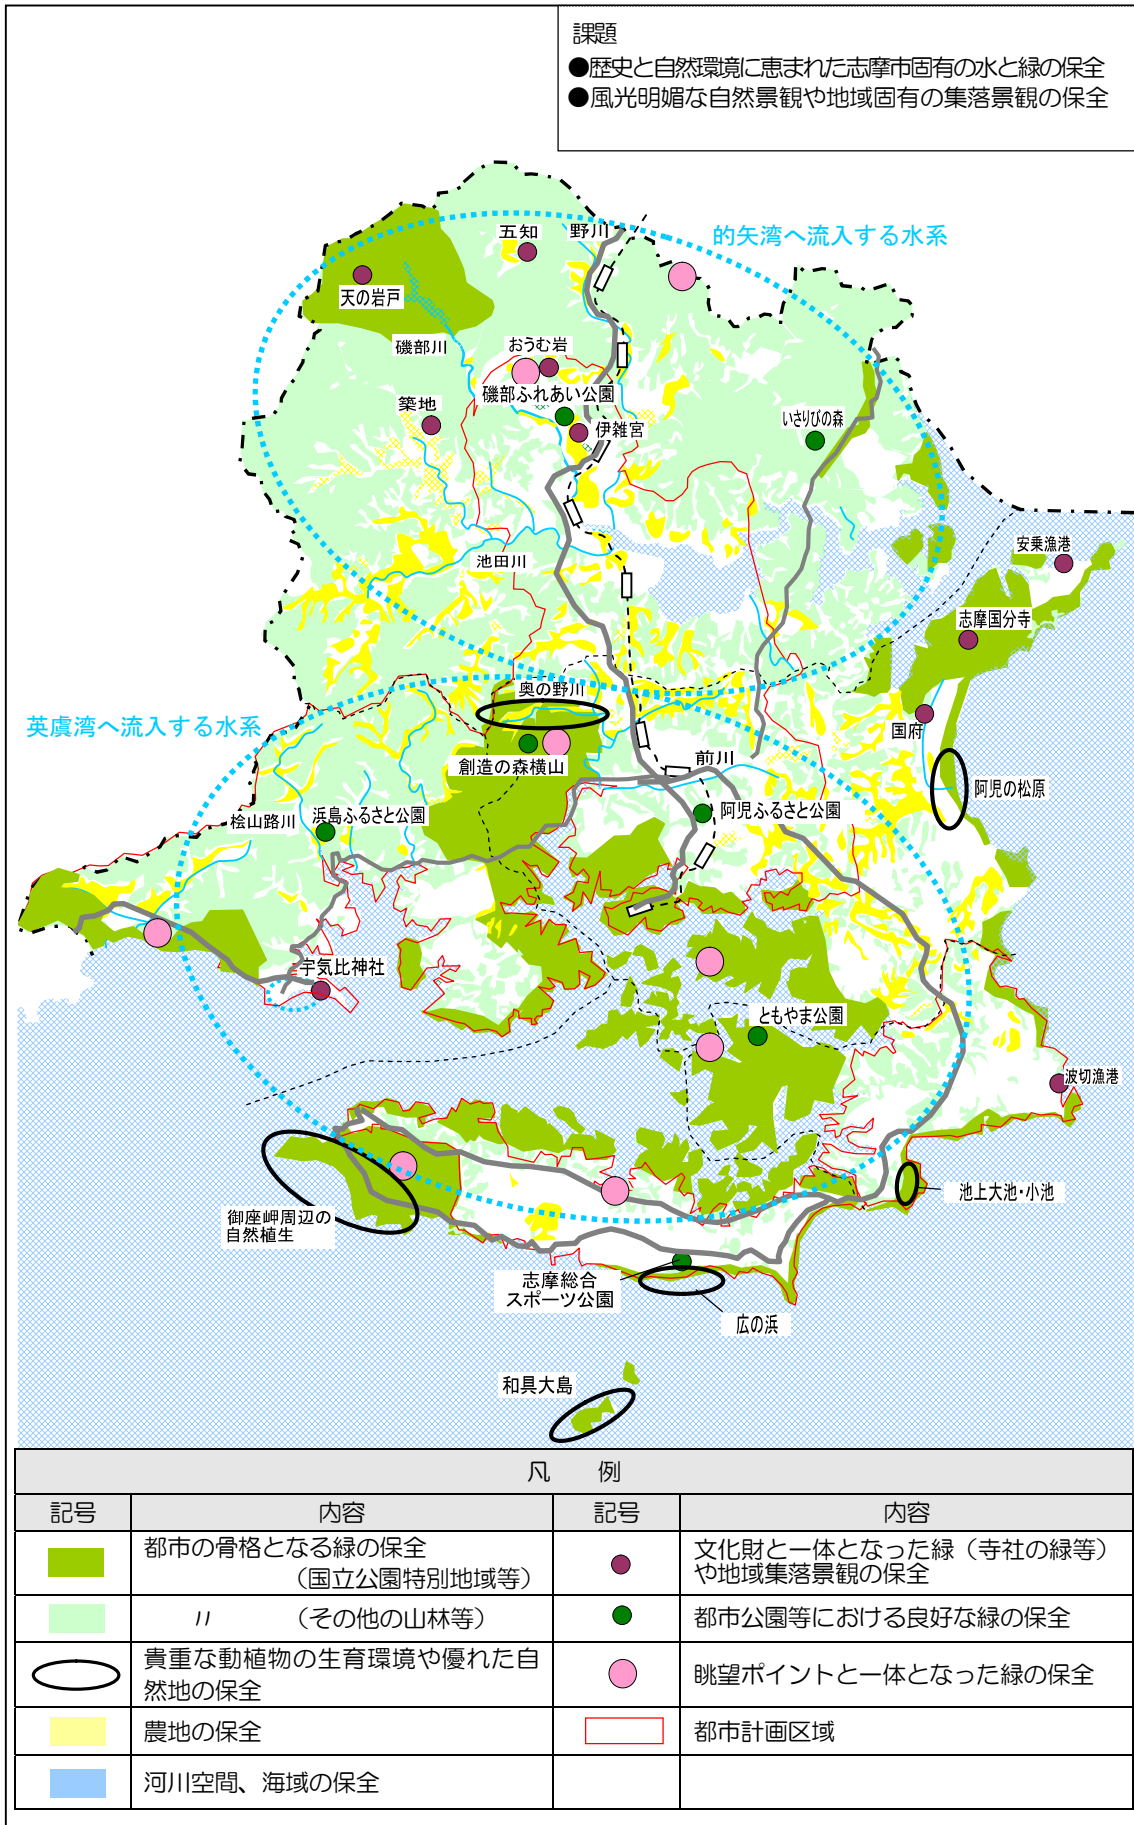 課題
●歴史と自然環境に恵まれた志摩市固有の水と緑の保全
●風光明媚な自然景観や地域固有の集落景観の保全
的矢湾へ流入する水系
五知
野川
天の岩戸
磯部川
おうむ岩
磯部ふれあい公園
築地
伊雑宮
いさりびの森
池田川
安乗漁港
志摩国分寺
奥の野川
英虞湾へ流入する水系
国府
創造の森横山
前川
阿児の松原
桧山路川
浜島ふるさと公園
阿児ふるさと公園
宇気比神社
ともやま公園
波切漁港
池上大池・小池
御座岬周辺の
自然植生
志摩総合
スポーツ公園
広の浜
和具大島
凡　例
記号
内容
記号
内容
都市の骨格となる緑の保全
（国立公園特別地域等）
文化財と一体となった緑（寺社の緑等）
や地域集落景観の保全
〃　（その他の山林等）
都市公園等における良好な緑の保全
貴重な動植物の生育環境や優れた自
然地の保全
眺望ポイントと一体となった緑の保全
農地の保全
都市計画区域
河川空間、海域の保全